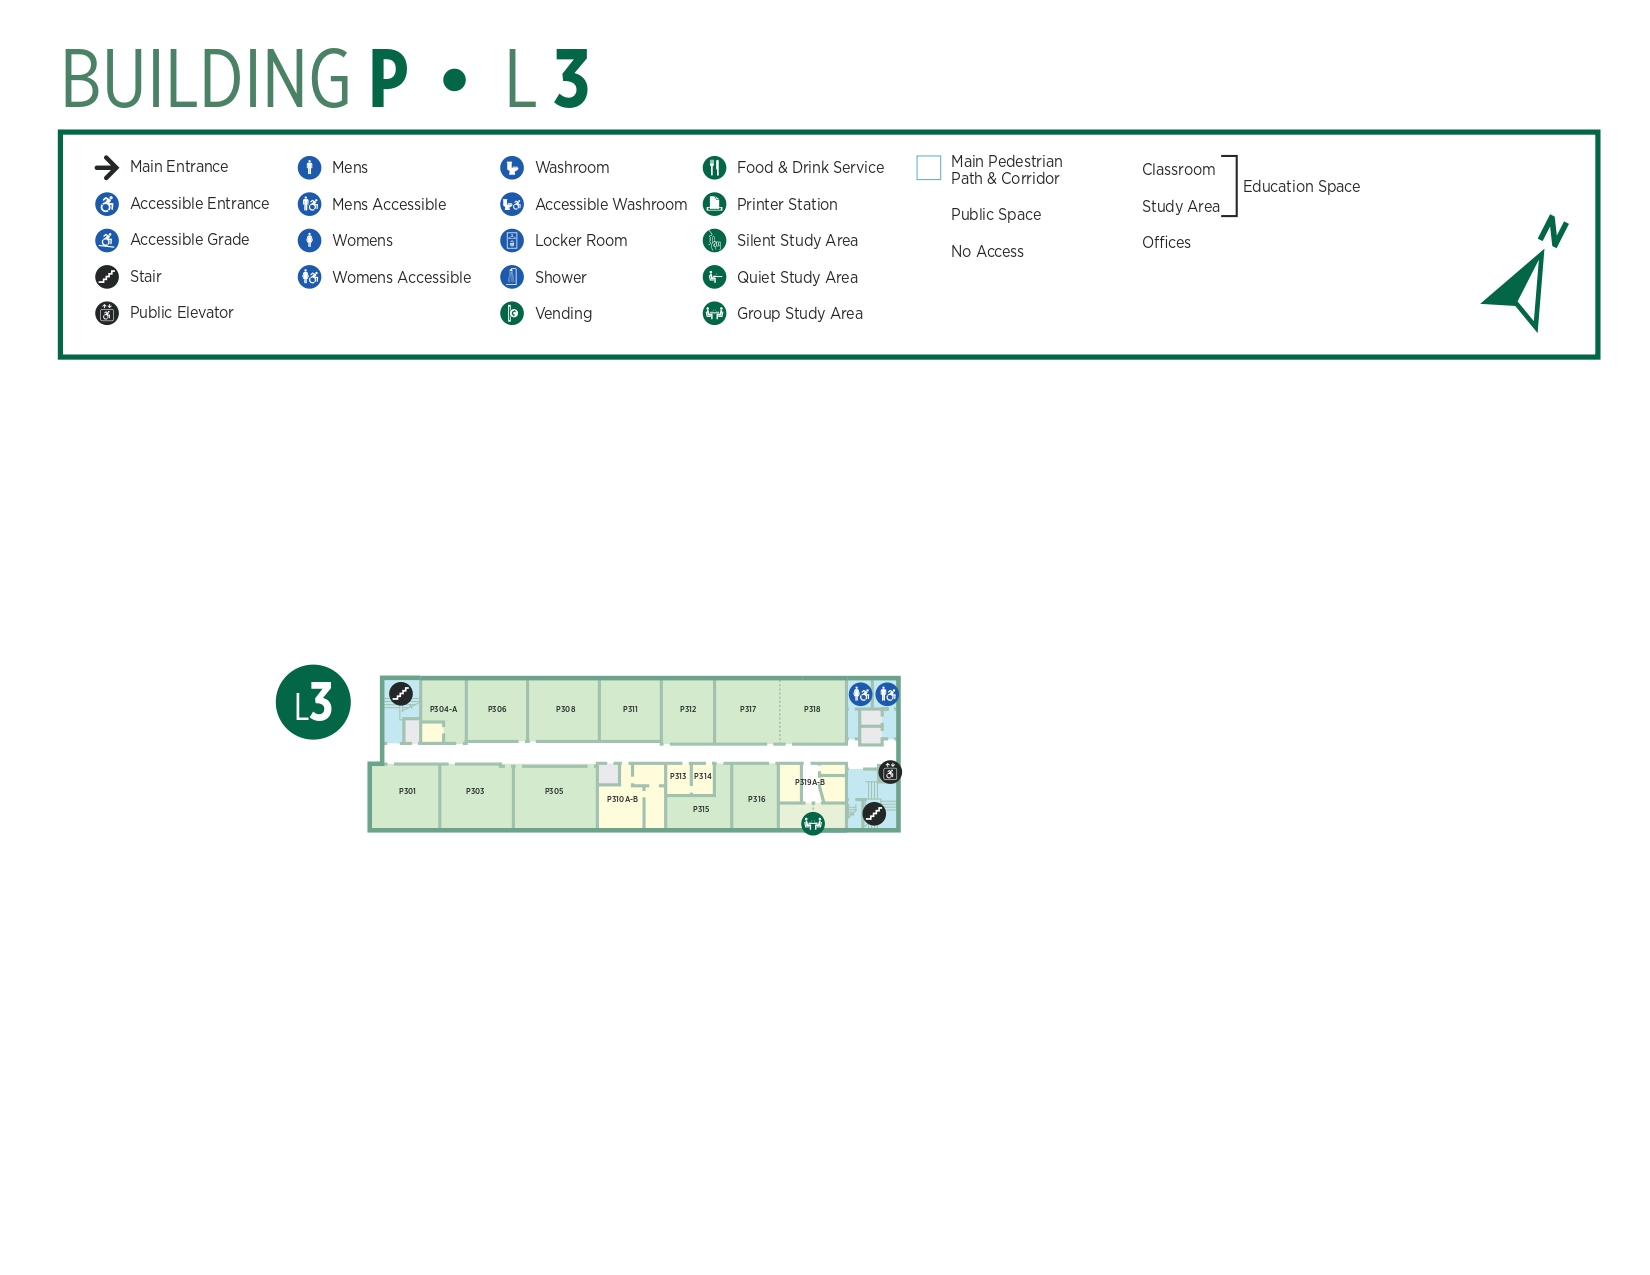 BUILDING P • L 3
Main Entrance
Accessible Entrance
Accessible Grade
Stair
Public Elevator
Mens
Mens Accessible
Womens
Womens Accessible
Washroom
Accessible Washroom
Locker Room
Shower
Vending
Food & Drink Service
Printer Station
Silent Study Area
Quiet Study Area
Group Study Area
Main Pedestrian
Path & Corridor
Public Space
No Access
Classroom
Study Area
Education Space
Offices
N
L3
P304-A P306 P308 P311 P312 P317 P318
P313 P314
P319A-B
P301 P303 P305
P310A-B P316
P315